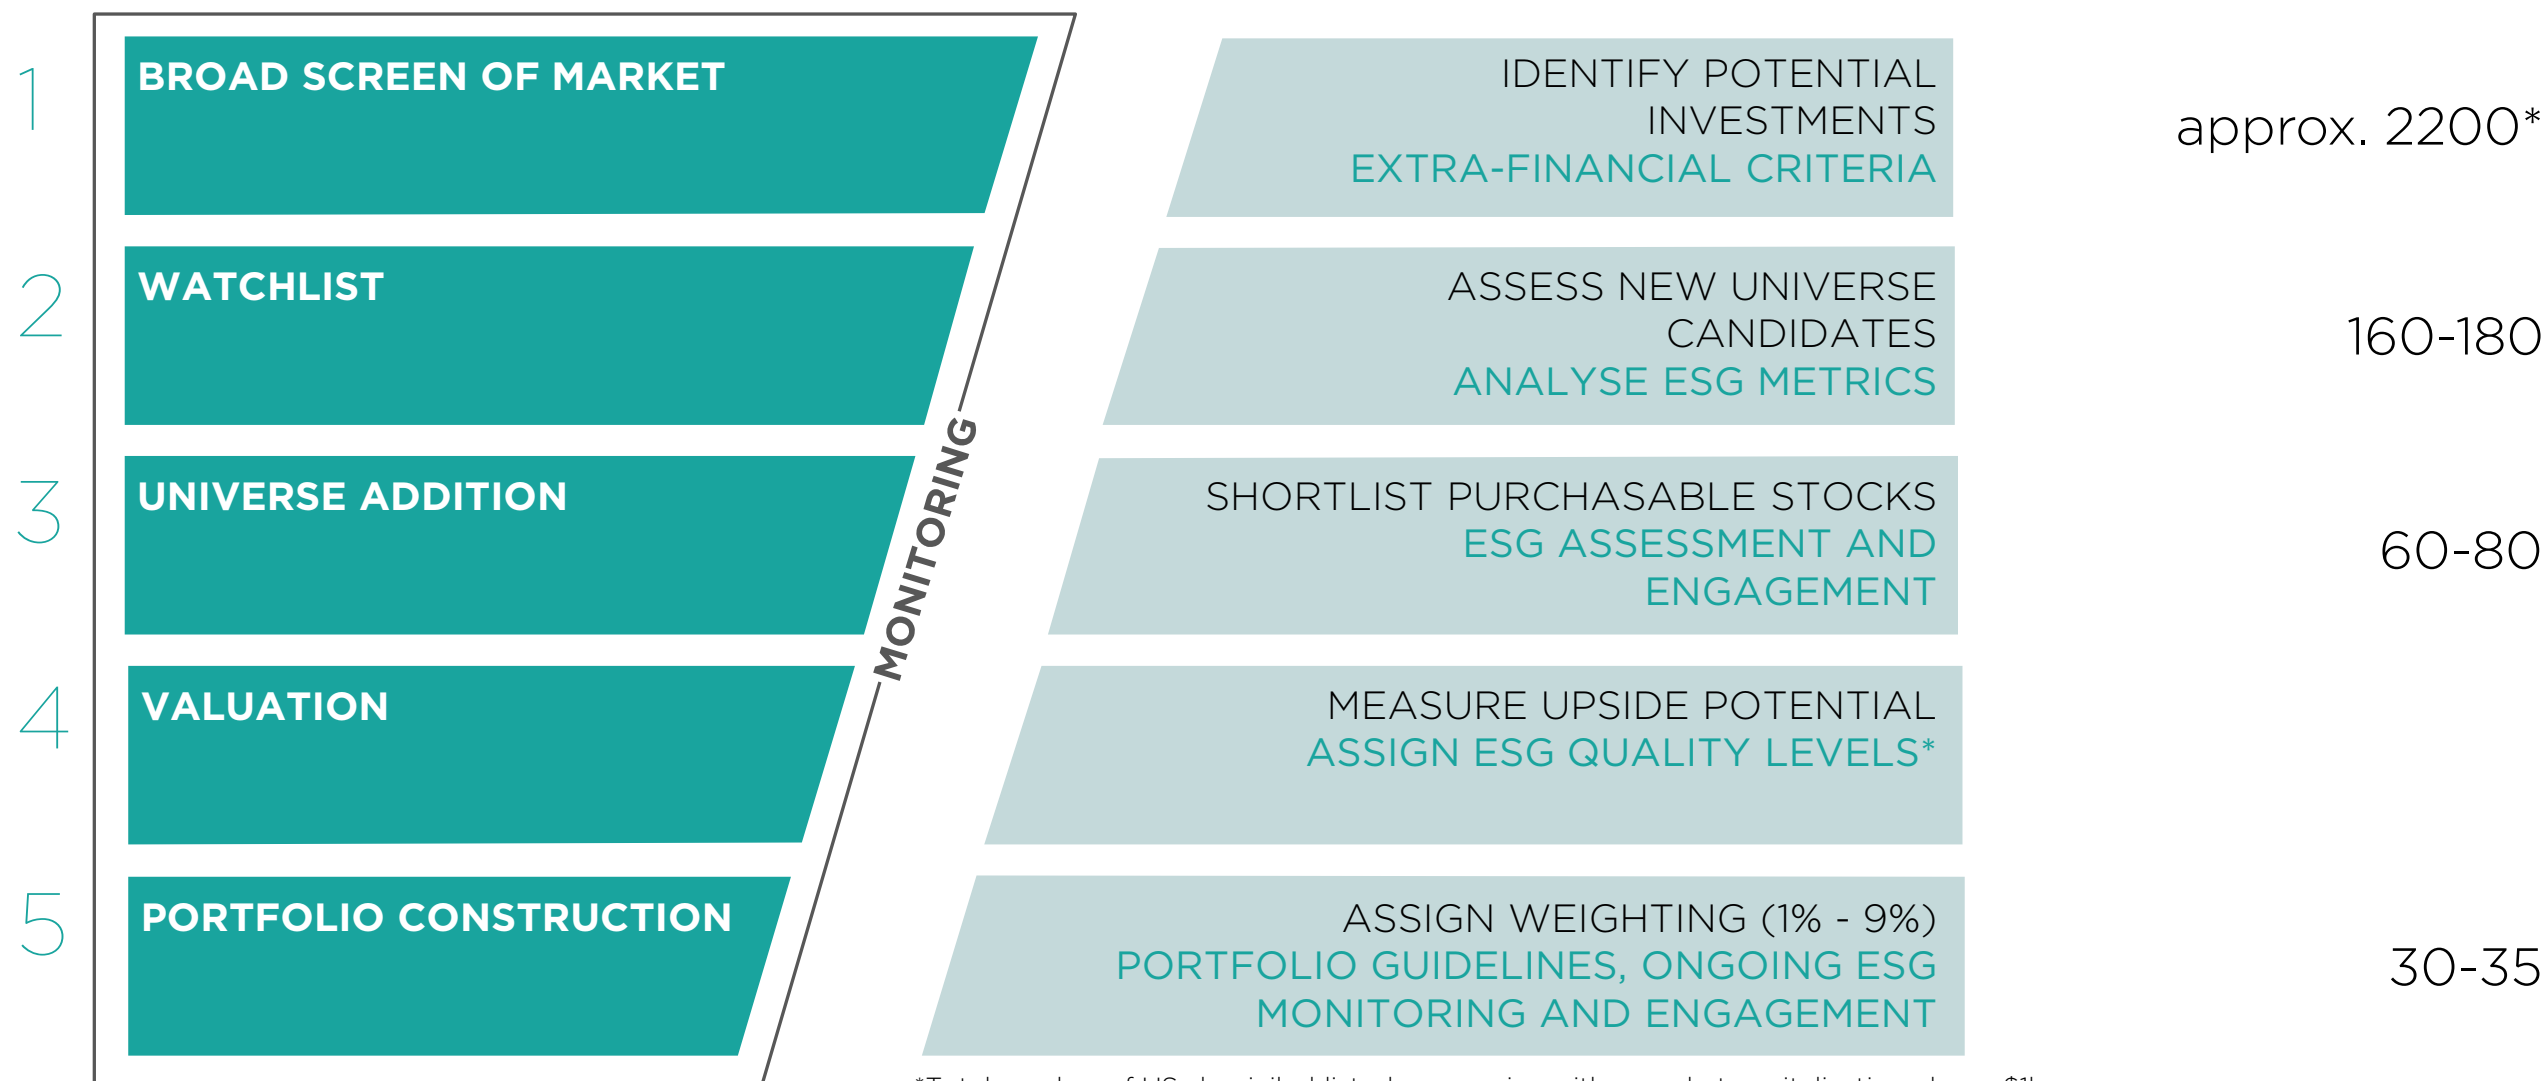 1
BROAD SCREEN OF MARKET
IDENTIFY POTENTIAL
INVESTMENTS
EXTRA-FINANCIAL CRITERIA
approx. 2200*
2
WATCHLIST
ASSESS NEW UNIVERSE
CANDIDATES
ANALYSE ESG METRICS
160-180
3
UNIVERSE ADDITION
SHORTLIST PURCHASABLE STOCKS
ESG ASSESSMENT AND
ENGAGEMENT
60-80
MONITORING
4
VALUATION
MEASURE UPSIDE POTENTIAL
ASSIGN ESG QUALITY LEVELS*
5
PORTFOLIO CONSTRUCTION
ASSIGN WEIGHTING (1% - 9%)
PORTFOLIO GUIDELINES, ONGOING ESG
MONITORING AND ENGAGEMENT
30-35